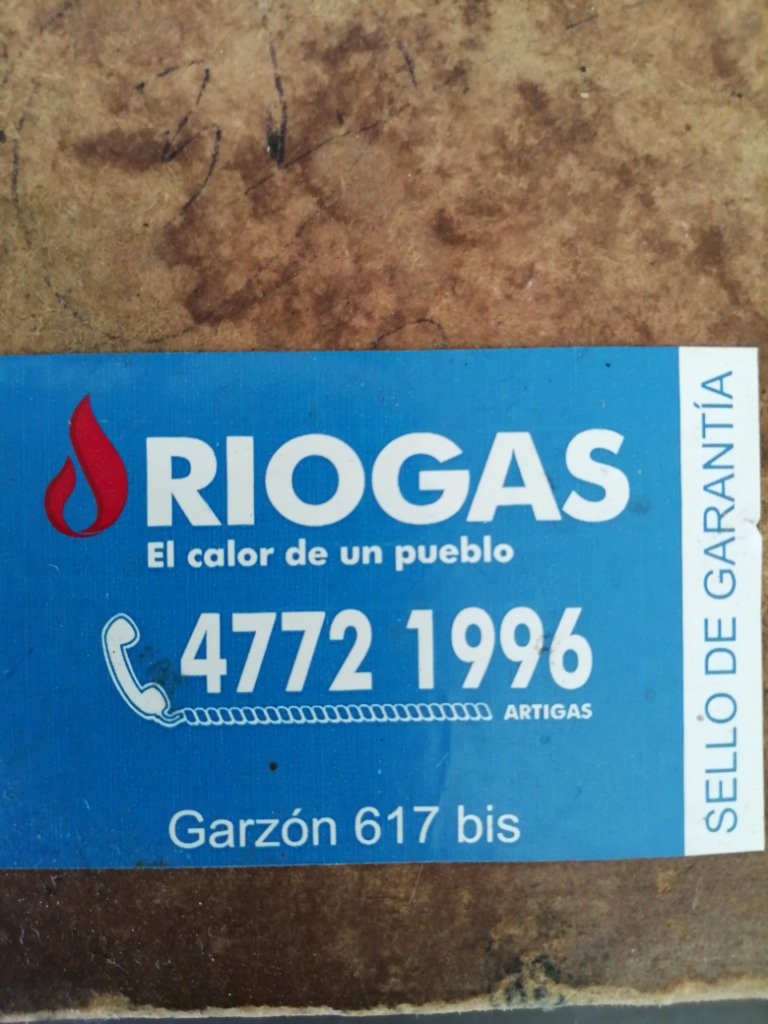 RIOGAS
El calor de un pueblo
4772 1996
ARTIGAS
Garzón 617 bis
SELLO DE GARANTÍA